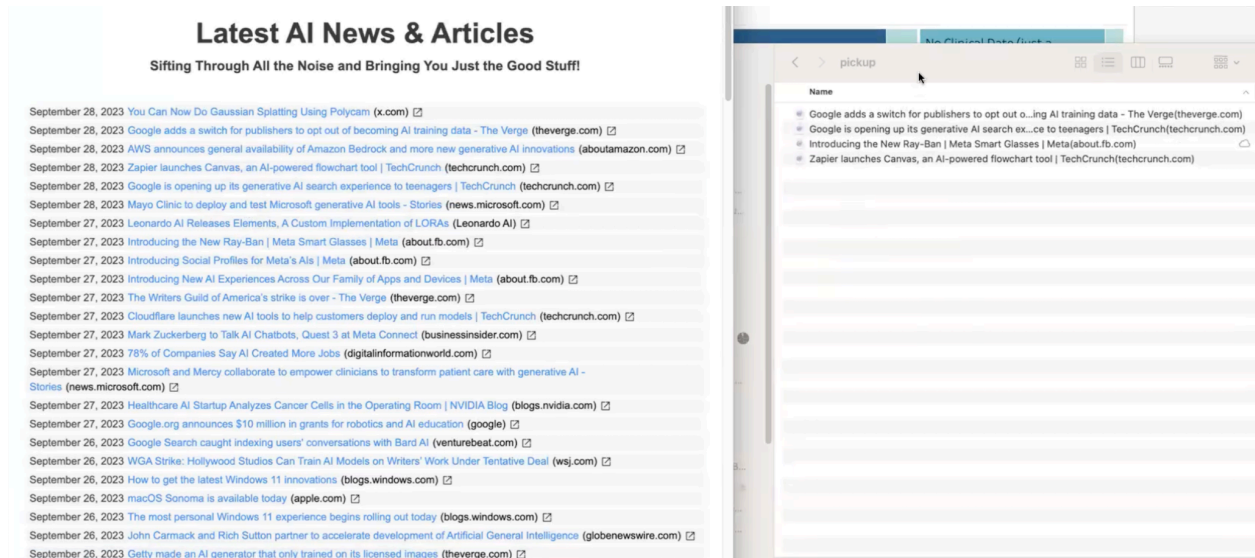 Latest AI News & Articles
Sifting Through All the Noise and Bringing You Just the Good Stuff!
September 28, 2023 You Can Now Do Gaussian Splatting Using Polycam (x.com)
September 28, 2023 Google adds a switch for publishers to opt out of becoming AI training data - The Verge (theverge.com)
September 28, 2023 AWS announces general availability of Amazon Bedrock and more new generative AI innovations (aboutamazon.com)
September 28, 2023 Zapier launches Canvas, an AI-powered flowchart tool | TechCrunch (techcrunch.com)
September 28, 2023 Google is opening up its generative AI search experience to teenagers | TechCrunch (techcrunch.com)
September 28, 2023 Mayo Clinic to deploy and test Microsoft generative AI tools - Stories (news.microsoft.com)
September 27, 2023 Leonardo AI Releases Elements, A Custom Implementation of LORAs (Leonardo AI)
September 27, 2023 Introducing the New Ray-Ban | Meta Smart Glasses | Meta (about.fb.com)
September 27, 2023 Introducing Social Profiles for Meta's AIs | Meta (about.fb.com)
September 27, 2023 Introducing New AI Experiences Across Our Family of Apps and Devices | Meta (about.fb.com)
September 27, 2023 The Writers Guild of America's strike is over - The Verge (theverge.com)
September 27, 2023 Cloudflare launches new AI tools to help customers deploy and run models | TechCrunch (techcrunch.com)
September 27, 2023 Mark Zuckerberg to Talk AI Chatbots, Quest 3 at Meta Connect (businessinsider.com)
September 27, 2023 78% of Companies Say AI Created More Jobs (digitalinformationworld.com)
September 27, 2023 Microsoft and Mercy collaborate to empower clinicians to transform patient care with generative AI -
Stories (news.microsoft.com)
September 27, 2023 Healthcare AI Startup Analyzes Cancer Cells in the Operating Room | NVIDIA Blog (blogs.nvidia.com)
September 27, 2023 Google.org announces $10 million in grants for robotics and AI education (google)
September 26, 2023 Google Search caught indexing users' conversations with Bard AI (venturebeat.com)
September 26, 2023 WGA Strike: Hollywood Studios Can Train AI Models on Writers' Work Under Tentative Deal (wsj.com)
September 26, 2023 How to get the latest Windows 11 innovations (blogs.windows.com)
September 26, 2023 macOS Sonoma is available today (apple.com)
September 26, 2023 The most personal Windows 11 experience begins rolling out today (blogs.windows.com)
September 26, 2023 John Carmack and Rich Sutton partner to accelerate development of Artificial General Intelligence (globenewswire.com)
September 26, 2023 Getty made an AI generator that only trained on its licensed images (theverge.com)
No Clinical Date (just a
pickup
Name
Google adds a switch for publishers to opt out o...ing AI training data - The Verge(theverge.com)
Google is opening up its generative AI search ex...ce to teenagers | TechCrunch(techcrunch.com)
Introducing the New Ray-Ban | Meta Smart Glasses | Meta(about.fb.com)
Zapier launches Canvas, an AI-powered flowchart tool | TechCrunch(techcrunch.com)